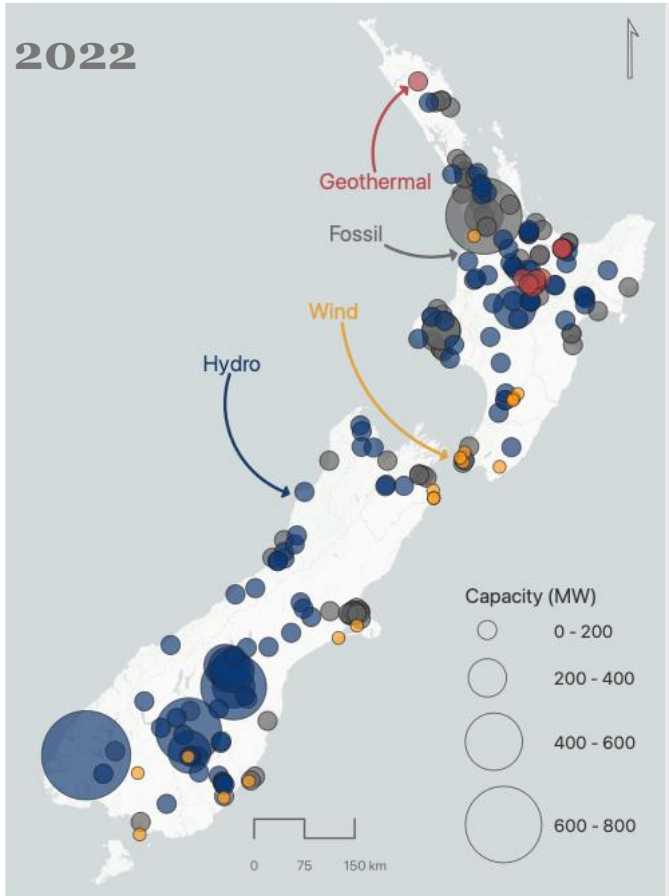 2022
Geothermal
Fossil
Wind
Hydro
Capacity (MW)
0 - 200
200 - 400
400 - 600
600 - 800
0 75 150 km